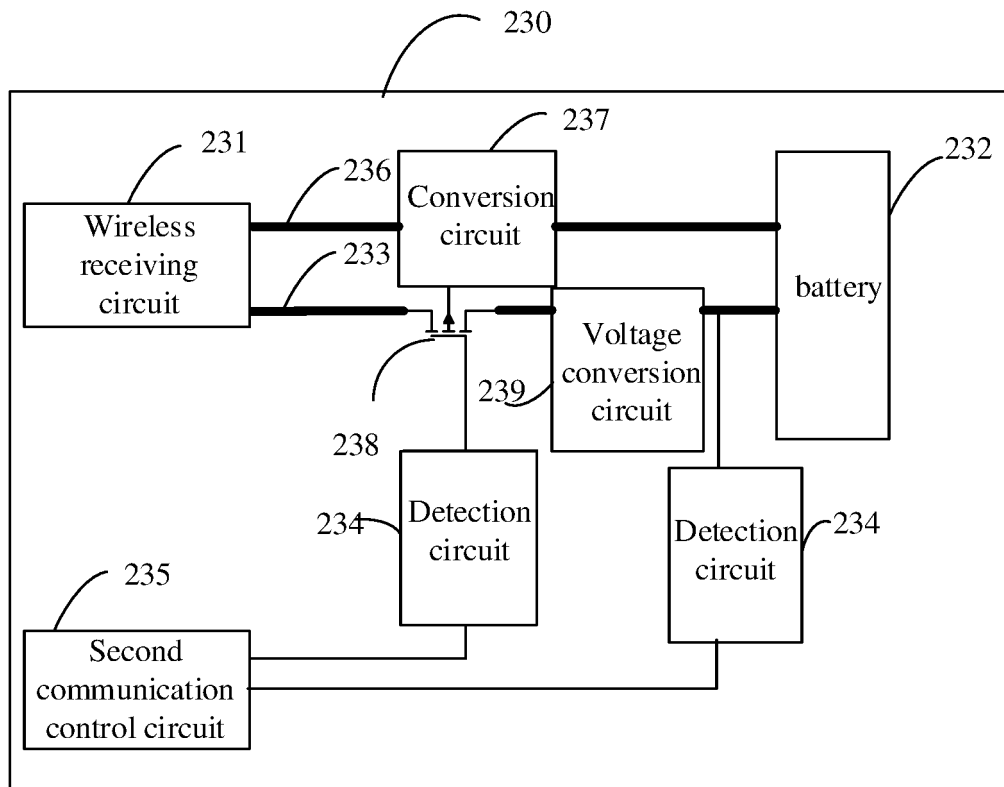 230
237
231
232
236
Conversion
circuit
Wireless
receiving
circuit
233
battery
Voltage
conversion
circuit
239
238
234
Detection
circuit
234
Detection
circuit
235
Second
communication
control circuit